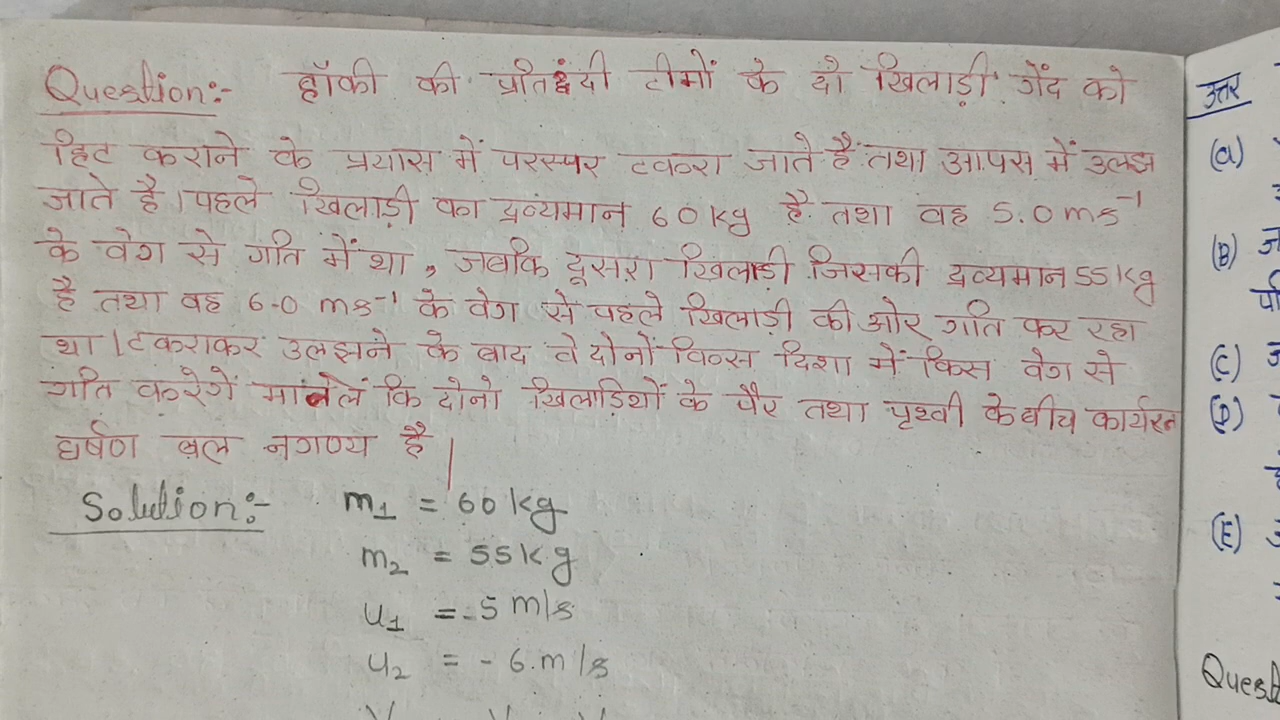 Question:- हॉकी की प्रतिद्वंदी टीमों के दो खिलाड़ी गेंद को
हिट कराने के प्रयास में परस्पर टकरा जाते है तथा आपस में उलझ
जाते है। पहले खिलाड़ी का द्रव्यमान 60 kg है तथा वह 5.0 ms⁻¹
के वेग से गति में था, जबकि दूसरा खिलाड़ी जिसकी द्रव्यमान 55 kg
है तथा वह 6.0 ms⁻¹ के वेग से पहले खिलाड़ी की ओर गति कर रहा
था। टकराकर उलझने के बाद वे दोनों किस दिशा में किस वेग से
गति करेगें मानलें कि दोनो खिलाड़ियों के पैर तथा पृथ्वी के बीच कार्यरत
घर्षण बल नगण्य है।
Solution:- m₁ = 60 kg
m₂ = 55 kg
u₁ = 5 m/s
u₂ = - 6 m/s
उत्तर
(a)
(B)
(C)
(D)
(E)